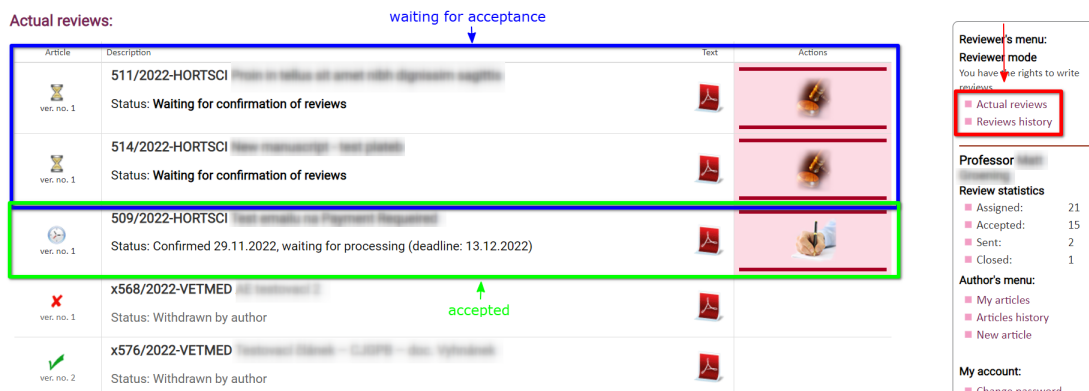 Actual reviews:
waiting for acceptance
Article Description Text Actions
511/2022-HORTSCI
Status: Waiting for confirmation of reviews
ver. no. 1
514/2022-HORTSCI
Status: Waiting for confirmation of reviews
ver. no. 1
509/2022-HORTSCI
Status: Confirmed 29.11.2022, waiting for processing (deadline: 13.12.2022)
ver. no. 1
x568/2022-VETMED
accepted
Status: Withdrawn by author
ver. no. 1
x576/2022-VETMED
Status: Withdrawn by author
ver. no. 2
Reviewer's menu:
Reviewer mode
You have the rights to write
reviews
Actual reviews
Reviews history
Professor
Review statistics
Assigned: 21
Accepted: 15
Sent: 2
Closed: 1
Author's menu:
My articles
Articles history
New article
My account:
Change password